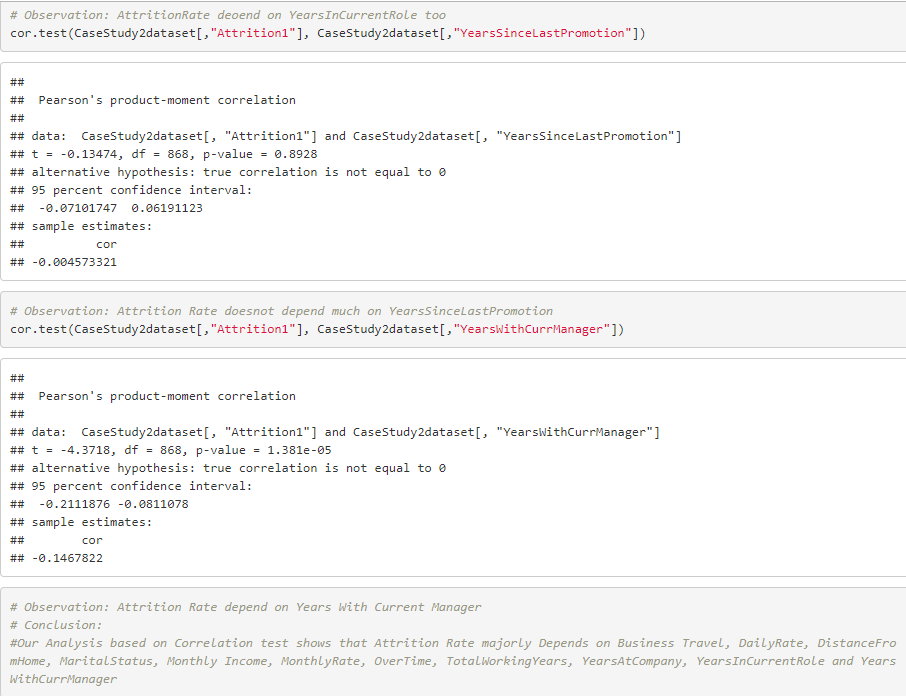 # Observation: AttritionRate deoend on YearsInCurrentRole too
cor.test(CaseStudy2dataset[,"Attrition1"], CaseStudy2dataset[,"YearsSinceLastPromotion"])
##
##  Pearson's product-moment correlation
##
## data:  CaseStudy2dataset[, "Attrition1"] and CaseStudy2dataset[, "YearsSinceLastPromotion"]
## t = -0.13474, df = 868, p-value = 0.8928
## alternative hypothesis: true correlation is not equal to 0
## 95 percent confidence interval:
##  -0.07101747  0.06191123
## sample estimates:
##          cor
## -0.004573321
# Observation: Attrition Rate doesnot depend much on YearsSinceLastPromotion
cor.test(CaseStudy2dataset[,"Attrition1"], CaseStudy2dataset[,"YearsWithCurrManager"])
##
##  Pearson's product-moment correlation
##
## data:  CaseStudy2dataset[, "Attrition1"] and CaseStudy2dataset[, "YearsWithCurrManager"]
## t = -4.3718, df = 868, p-value = 1.381e-05
## alternative hypothesis: true correlation is not equal to 0
## 95 percent confidence interval:
##  -0.2111876 -0.0811078
## sample estimates:
##        cor
## -0.1467822
# Observation: Attrition Rate depend on Years With Current Manager
# Conclusion:
#Our Analysis based on Correlation test shows that Attrition Rate majorly Depends on Business Travel, DailyRate, DistanceFro
mHome, MaritalStatus, Monthly Income, MonthlyRate, OverTime, TotalWorkingYears, YearsAtCompany, YearsInCurrentRole and Years
WithCurrManager